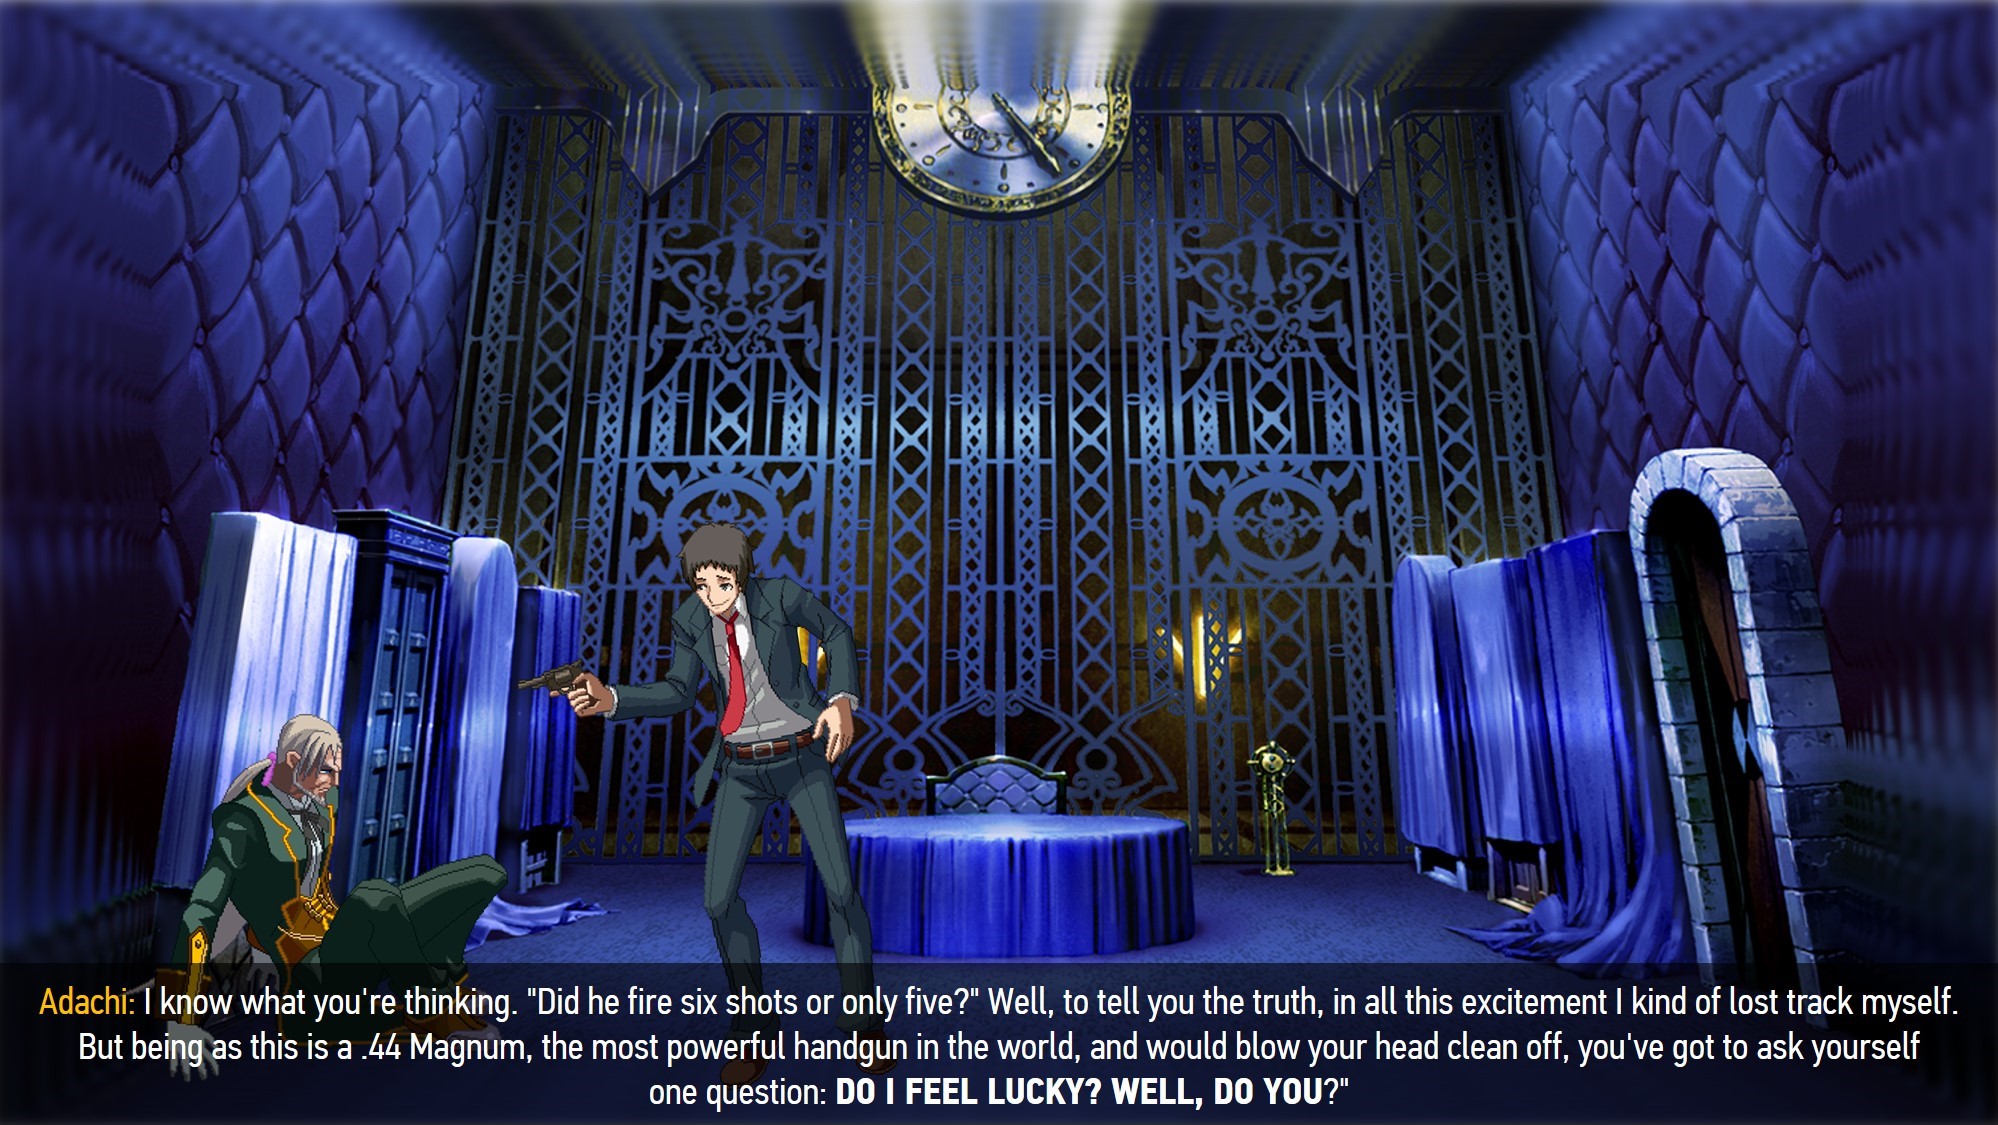 Adachi: I know what you're thinking. "Did he fire six shots or only five?" Well, to tell you the truth, in all this excitement I kind of lost track myself.
But being as this is a .44 Magnum, the most powerful handgun in the world, and would blow your head clean off, you've got to ask yourself
one question: DO I FEEL LUCKY? WELL, DO YOU?"